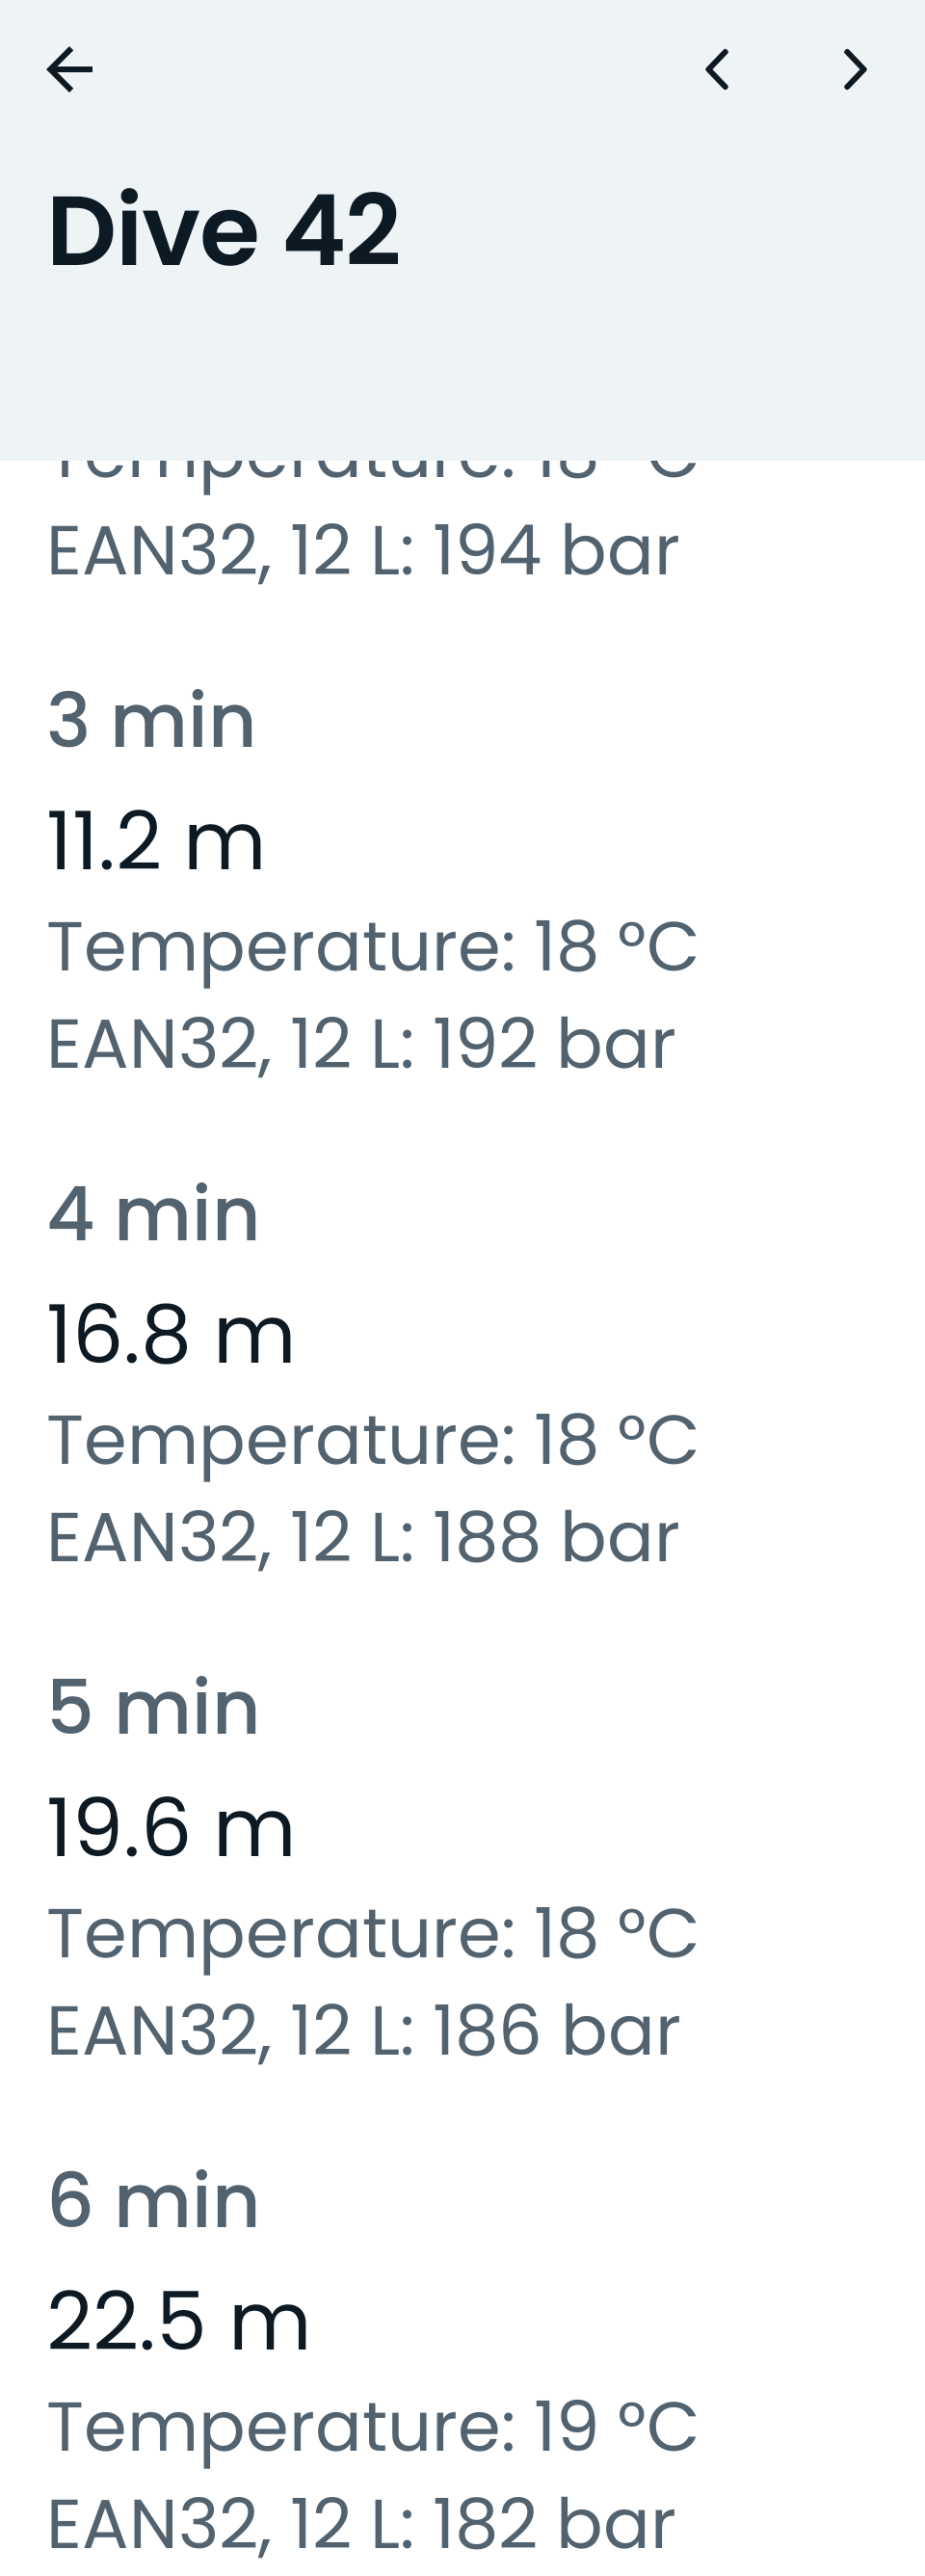 Dive 42
Temperature: 18 °C
EAN32, 12 L: 194 bar
3 min
11.2 m
Temperature: 18 °C
EAN32, 12 L: 192 bar
4 min
16.8 m
Temperature: 18 °C
EAN32, 12 L: 188 bar
5 min
19.6 m
Temperature: 18 °C
EAN32, 12 L: 186 bar
6 min
22.5 m
Temperature: 19 °C
EAN32, 12 L: 182 bar